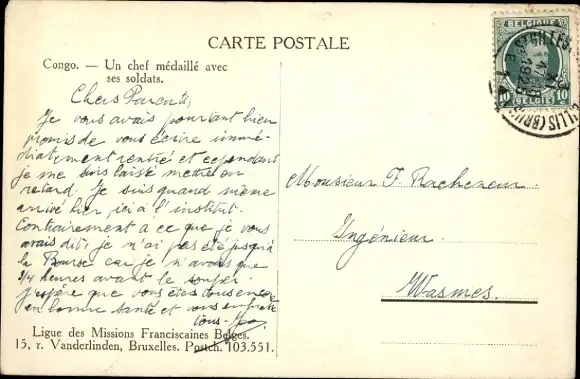 CARTE POSTALE
Congo. — Un chef médaillé avec
ses soldats.
Chers Parents,
Je vous avais pourtant bien
promis de vous écrire immé-
diatement rentré et cependant
je me suis laissé mettre en
retard. Je suis quand même
arrivé hier, ici à l'institut.
Contrairement à ce que je vous
avais dit, je n'ai pas été jusqu'à
la Bourse car je n'avais que
3/4 heures avant le souper
J'espère que vous êtes tous encore
en bonne santé et vous embrasse
tous.
Ligue des Missions Franciscaines Belges.
15, r. Vanderlinden, Bruxelles. Postch. 103.551.
BELGIQUE
10 10
BELGIË
Monsieur F. Racheneur.
Ingénieur.
Wasmes.